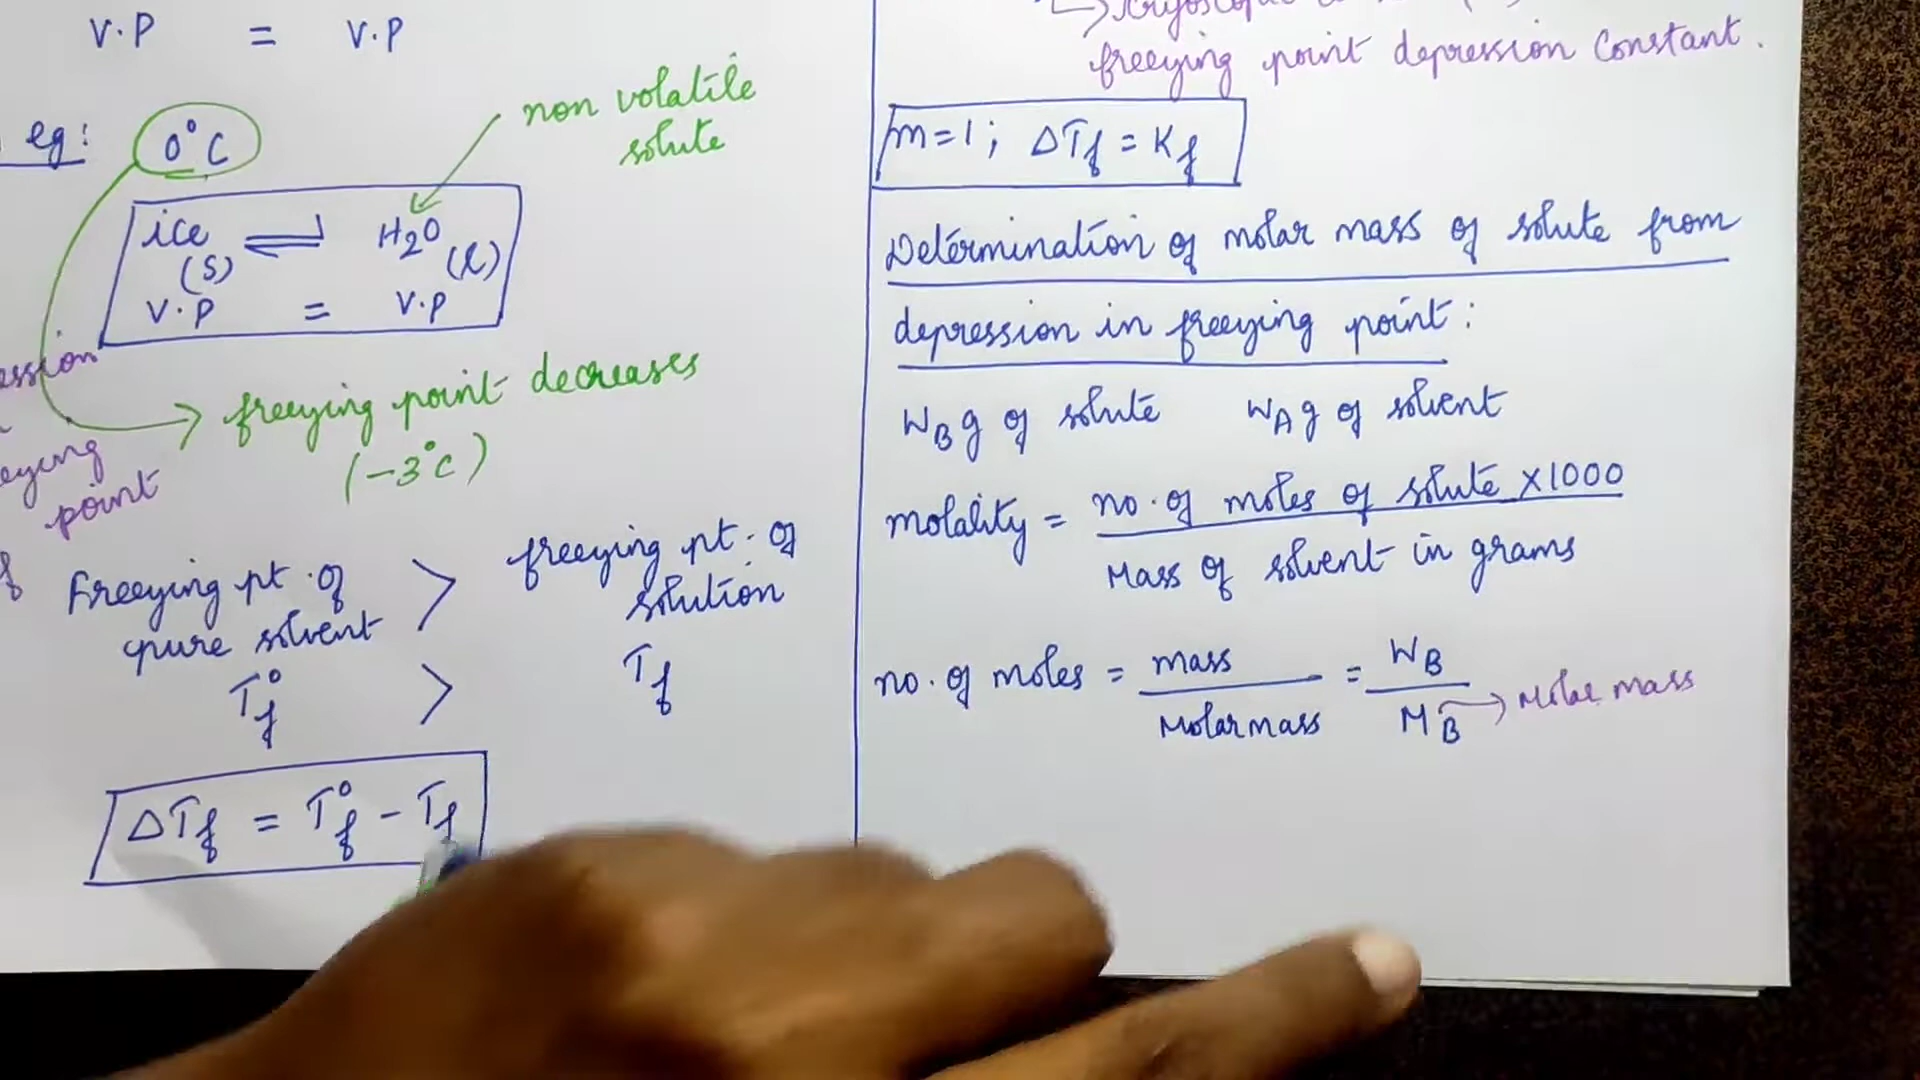 V.P = V.P
eg: 0°C
non volatile
solute
ice (s) ⇌ H2O (l)
V.P = V.P
→ freezing point decreases
(-3°C)
point
Freezing pt. of
pure solvent
>
freezing pt. of
solution
Tf° > Tf
ΔTf = Tf° - Tf
freezing point depression constant.
m=1; ΔTf = Kf
Determination of molar mass of solute from
depression in freezing point:
WB g of solute WA g of solvent
molality = no. of moles of solute ×1000
Mass of solvent in grams
no. of moles = mass / Molarmass = WB / MB → Molar mass